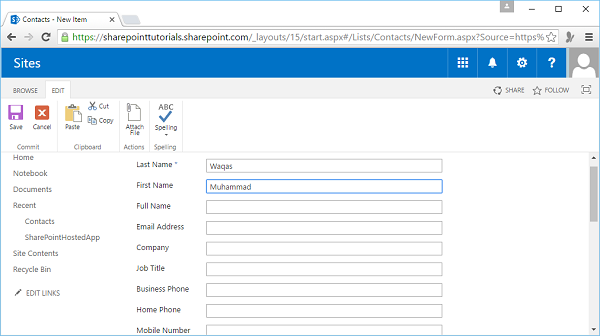 Contacts - New Item
https://sharepointtutorials.sharepoint.com/_layouts/15/start.aspx#/Lists/Contacts/NewForm.aspx?Source=https%
Sites
?
BROWSE EDIT SHARE FOLLOW
Save Cancel Paste Cut Copy Attach File ABC Spelling
Commit Clipboard Actions Spelling
Home
Notebook
Documents
Recent
Contacts
SharePointHostedApp
Site Contents
Recycle Bin
EDIT LINKS
Last Name * Waqas
First Name Muhammad
Full Name
Email Address
Company
Job Title
Business Phone
Home Phone
Mobile Number